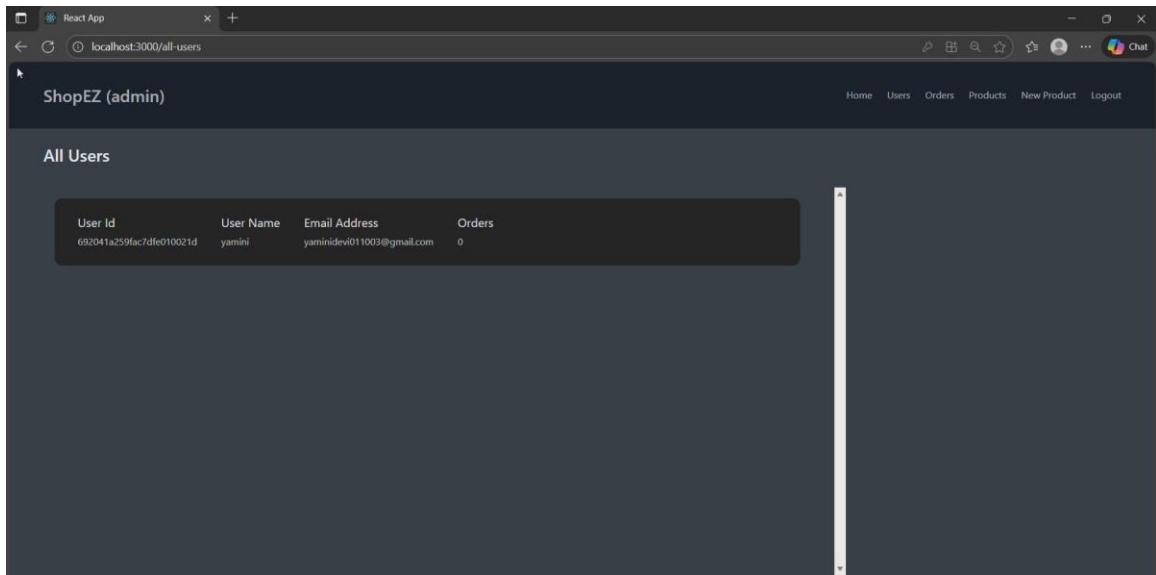 React App
localhost:3000/all-users
Chat
ShopEZ (admin)
Home Users Orders Products New Product Logout
All Users
User Id User Name Email Address Orders
692041a259fac7dfe010021d yamini yaminidevi011003@gmail.com 0